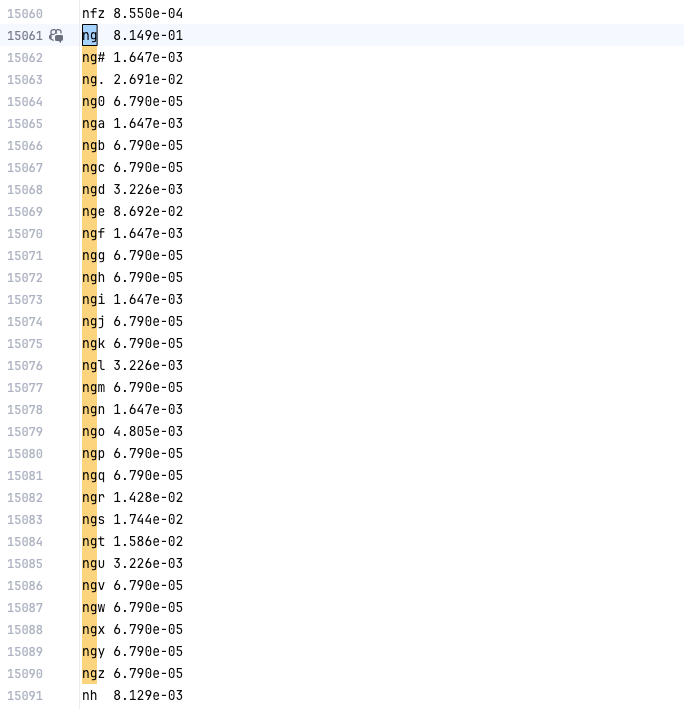 15060 nfz 8.550e-04
15061 ng  8.149e-01
15062 ng# 1.647e-03
15063 ng. 2.691e-02
15064 ng0 6.790e-05
15065 nga 1.647e-03
15066 ngb 6.790e-05
15067 ngc 6.790e-05
15068 ngd 3.226e-03
15069 nge 8.692e-02
15070 ngf 1.647e-03
15071 ngg 6.790e-05
15072 ngh 6.790e-05
15073 ngi 1.647e-03
15074 ngj 6.790e-05
15075 ngk 6.790e-05
15076 ngl 3.226e-03
15077 ngm 6.790e-05
15078 ngn 1.647e-03
15079 ngo 4.805e-03
15080 ngp 6.790e-05
15081 ngq 6.790e-05
15082 ngr 1.428e-02
15083 ngs 1.744e-02
15084 ngt 1.586e-02
15085 ngu 3.226e-03
15086 ngv 6.790e-05
15087 ngw 6.790e-05
15088 ngx 6.790e-05
15089 ngy 6.790e-05
15090 ngz 6.790e-05
15091 nh  8.129e-03